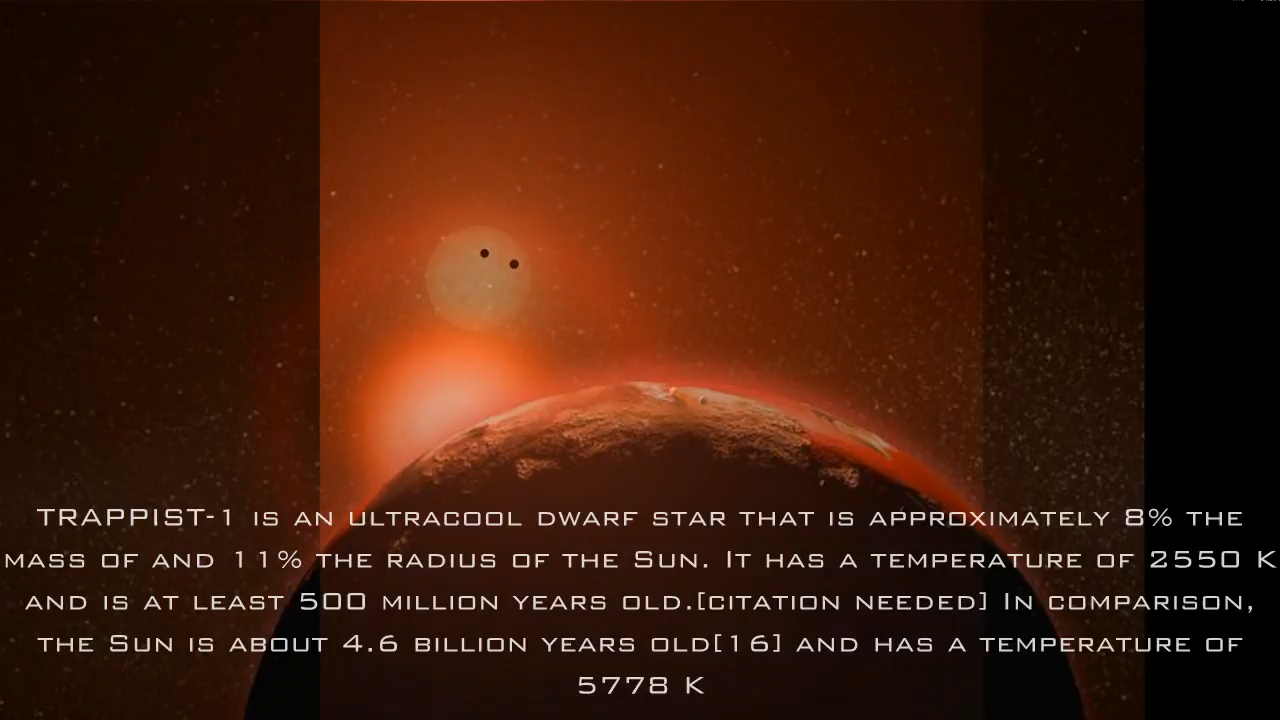 TRAPPIST-1 is an ultracool dwarf star that is approximately 8% the
mass of and 11% the radius of the Sun. It has a temperature of 2550 K
and is at least 500 million years old.[citation needed] In comparison,
the Sun is about 4.6 billion years old[16] and has a temperature of
5778 K